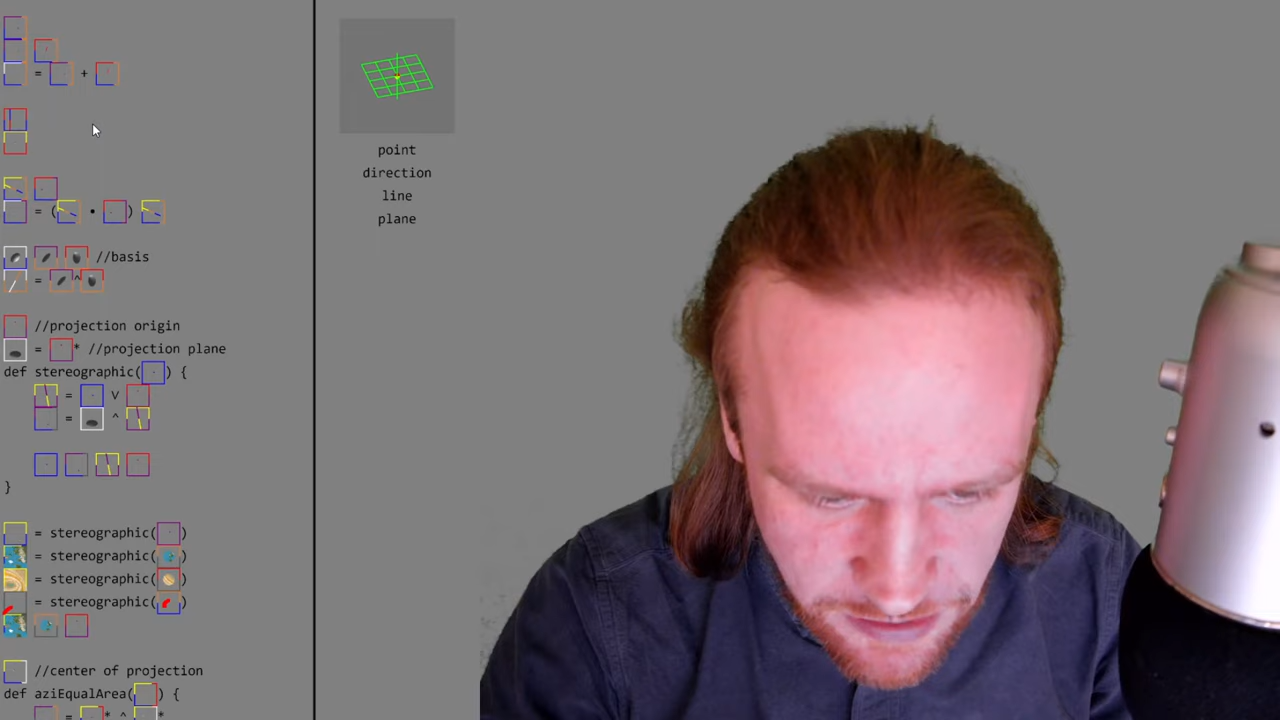 = +
= ( • )
//basis
= ^
//projection origin
= * //projection plane
def stereographic( ) {
= V
= ^
}
= stereographic( )
= stereographic( )
= stereographic( )
= stereographic( )
//center of projection
def aziEqualArea( ) {
= * ^ *
point
direction
line
plane